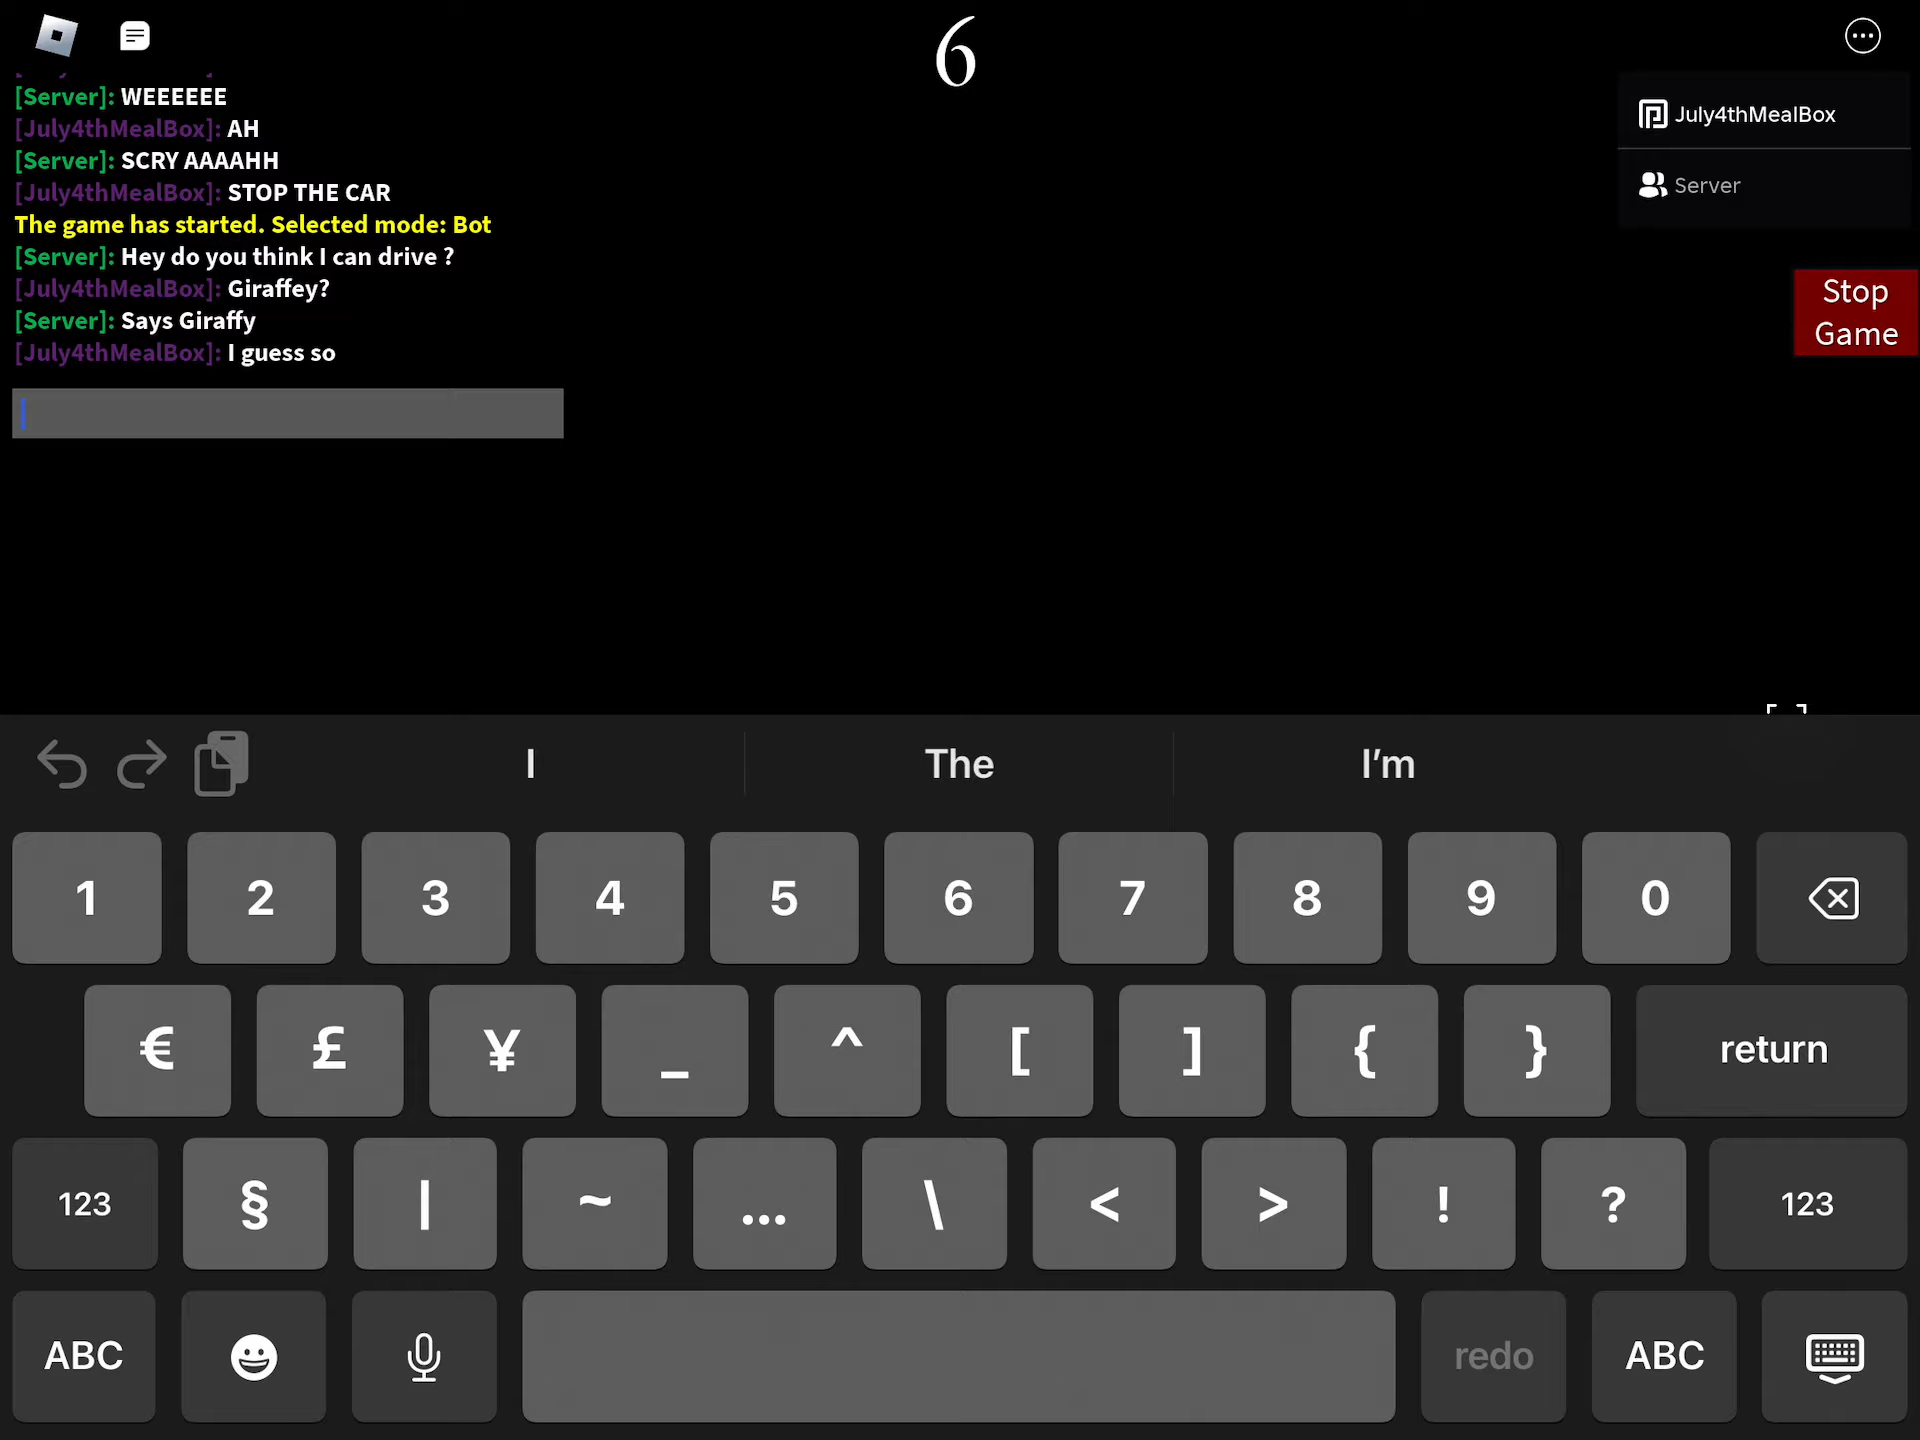 6
[Server]: WEEEEEE
[July4thMealBox]: AH
[Server]: SCRY AAAAHH
[July4thMealBox]: STOP THE CAR
The game has started. Selected mode: Bot
[Server]: Hey do you think I can drive ?
[July4thMealBox]: Giraffey?
[Server]: Says Giraffy
[July4thMealBox]: I guess so
July4thMealBox
Server
Stop
Game
I The I'm
1 2 3 4 5 6 7 8 9 0
€ £ ¥ _ ^ [ ] { } return
123 § | ~ … \ < > ! ? 123
ABC redo ABC